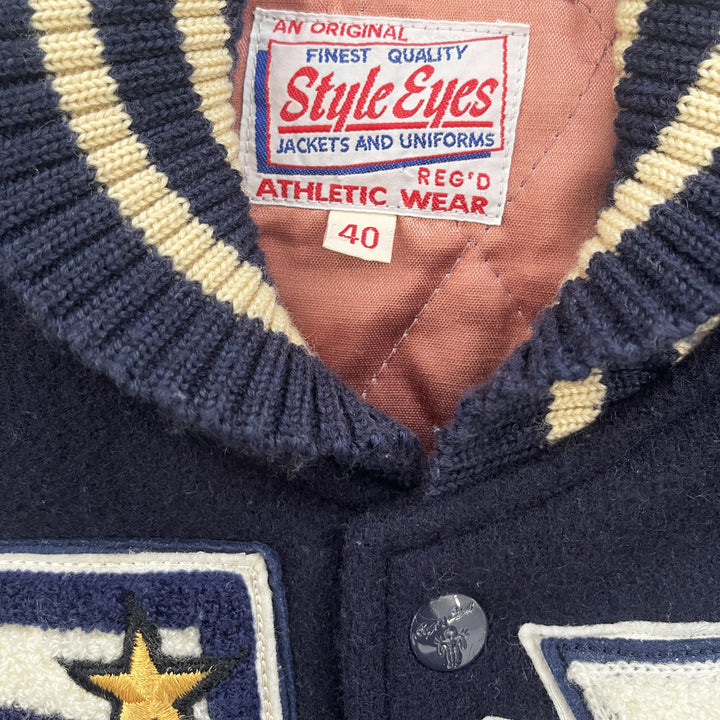 AN ORIGINAL
FINEST QUALITY
Style Eyes
JACKETS AND UNIFORMS
REG'D
ATHLETIC WEAR
40